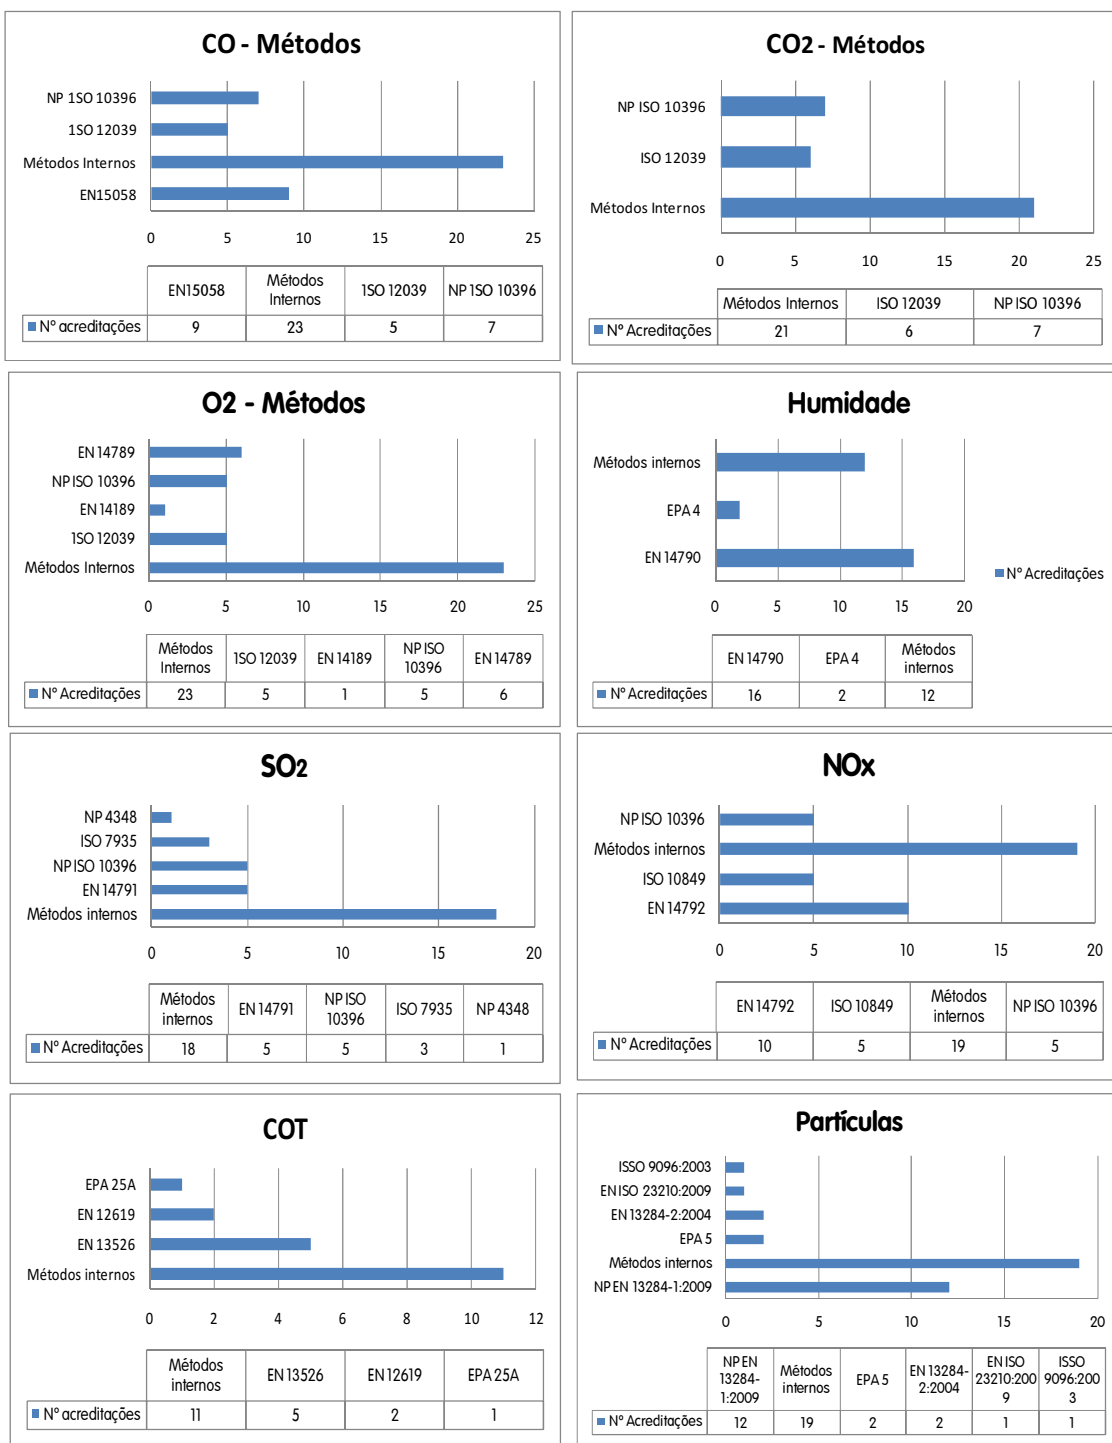 CO - Métodos
NP 1SO 10396
1SO 12039
Métodos Internos
EN15058
0 5 10 15 20 25
EN15058 Métodos Internos 1SO 12039 NP ISO 10396
Nº acreditações 9 23 5 7
CO2 - Métodos
NP ISO 10396
ISO 12039
Métodos Internos
0 5 10 15 20 25
Métodos Internos ISO 12039 NP ISO 10396
Nº Acreditações 21 6 7
O2 - Métodos
EN 14789
NP ISO 10396
EN 14189
1SO 12039
Métodos Internos
0 5 10 15 20 25
Métodos Internos 1SO 12039 EN 14189 NP ISO 10396 EN 14789
Nº Acreditações 23 5 1 5 6
Humidade
Métodos internos
EPA 4
EN 14790
Nº Acreditações
0 5 10 15 20
EN 14790 EPA 4 Métodos internos
Nº Acreditações 16 2 12
SO2
NP 4348
ISO 7935
NP ISO 10396
EN 14791
Métodos internos
0 5 10 15 20
Métodos internos EN 14791 NP ISO 10396 ISO 7935 NP 4348
Nº Acreditações 18 5 5 3 1
NOx
NP ISO 10396
Métodos internos
ISO 10849
EN 14792
0 5 10 15 20
EN 14792 ISO 10849 Métodos internos NP ISO 10396
Nº Acreditações 10 5 19 5
COT
EPA 25A
EN 12619
EN 13526
Métodos internos
0 2 4 6 8 10 12
Métodos internos EN 13526 EN 12619 EPA 25A
Nº acreditações 11 5 2 1
Partículas
ISSO 9096:2003
EN ISO 23210:2009
EN 13284-2:2004
EPA 5
Métodos internos
NP EN 13284-1:2009
0 5 10 15 20
NP EN 13284-1:2009 Métodos internos EPA 5 EN 13284-2:2004 EN ISO 23210:2009 ISSO 9096:2003
Nº Acreditações 12 19 2 2 1 1